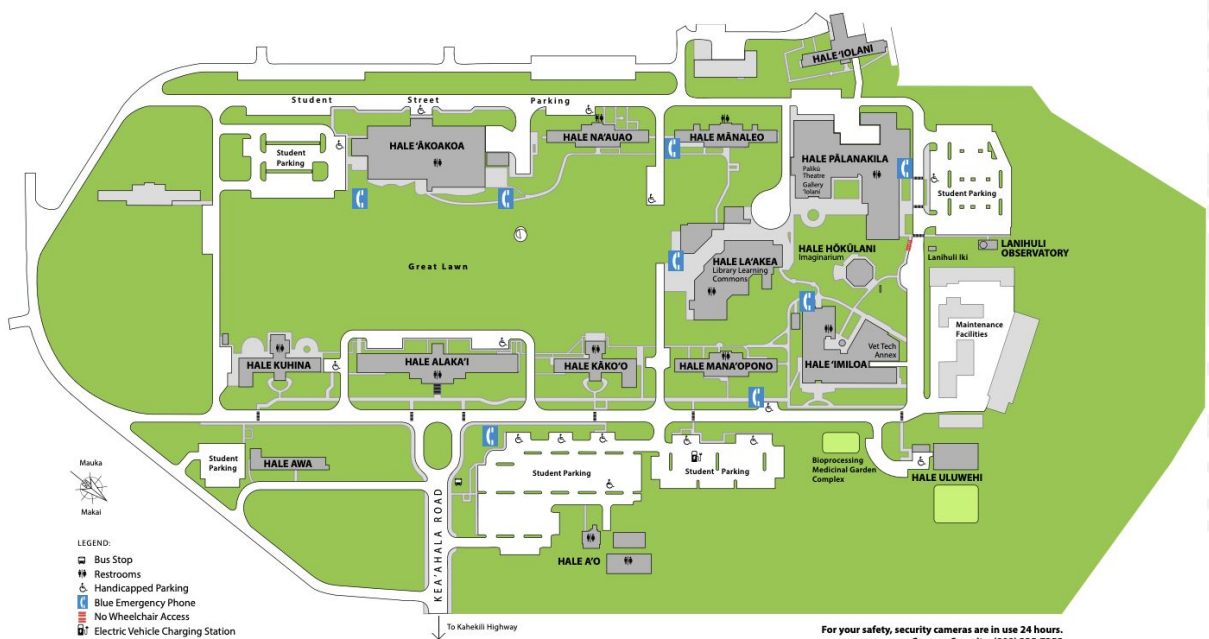 HALE ‘IOLANI
Student Street Parking
HALE NA‘AUAO
HALE MĀNALEO
HALE ‘ĀKOAKOA
Student
Parking
HALE PĀLANAKILA
Palikū
Theatre
Gallery
‘Iolani
Student Parking
LANIHULI
OBSERVATORY
Lanihuli Iki
HALE HŌKŪLANI
Imaginarium
HALE LA‘AKEA
Library Learning
Commons
Great Lawn
Maintenance
Facilities
Vet Tech
Annex
HALE KUHINA
HALE ALAKA‘I
HALE KĀKO‘O
HALE MANA‘OPONO
HALE ‘IMILOA
Student
Parking
HALE AWA
Student Parking
Student Parking
Bioprocessing
Medicinal Garden
Complex
HALE ULUWEHI
Mauka
Makai
KEA‘AHALA ROAD
HALE A‘O
LEGEND:
Bus Stop
Restrooms
Handicapped Parking
Blue Emergency Phone
No Wheelchair Access
Electric Vehicle Charging Station
To Kahekili Highway
For your safety, security cameras are in use 24 hours.